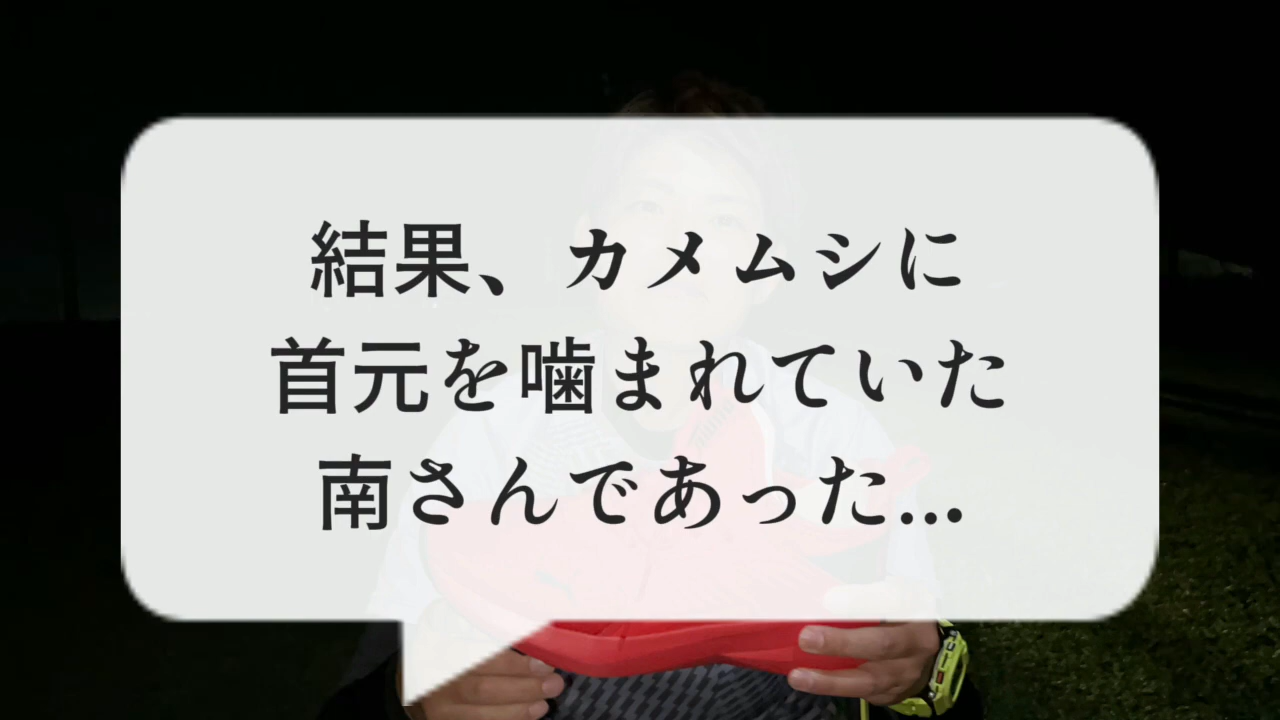 結果、カメムシに
首元を噛まれていた
南さんであった...